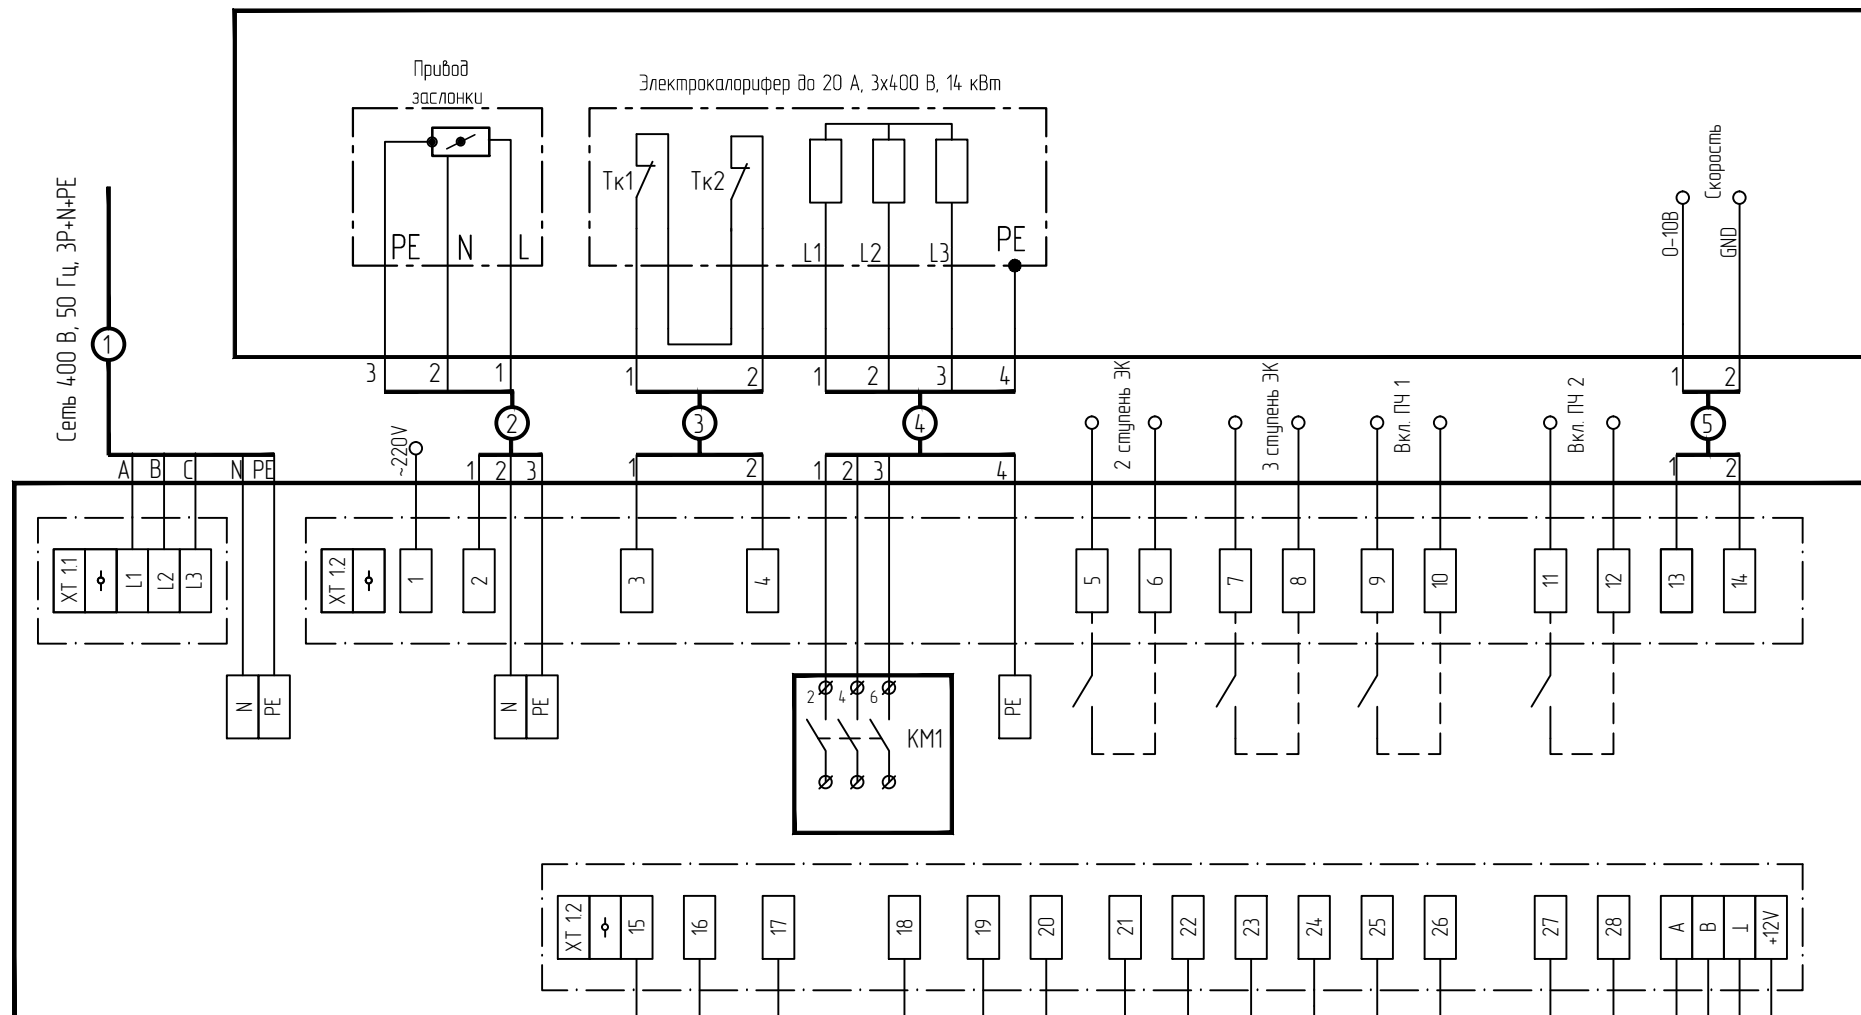 Привод
заслонки
Электрокалорифер до 20 А, 3х400 В, 14 кВт
Сеть 400 В, 50 Гц, 3Р+N+PE
Тк1
Тк2
PE
N
L
L1
L2
L3
PE
0-10В
Скорость
GND
1
3
2
1
1
2
1
2
3
4
1
2
2
3
4
5
2 ступень ЭК
3 ступень ЭК
Вкл. ПЧ 1
Вкл. ПЧ 2
~220V
A
B
C
N
PE
1
2
3
1
2
1
2
3
4
1
2
XT 1.1
L1
L2
L3
XT 1.2
1
2
3
4
5
6
7
8
9
10
11
12
13
14
N
PE
N
PE
2
4
6
KM1
PE
XT 1.2
15
16
17
18
19
20
21
22
23
24
25
26
27
28
A
B
⊥
+12V